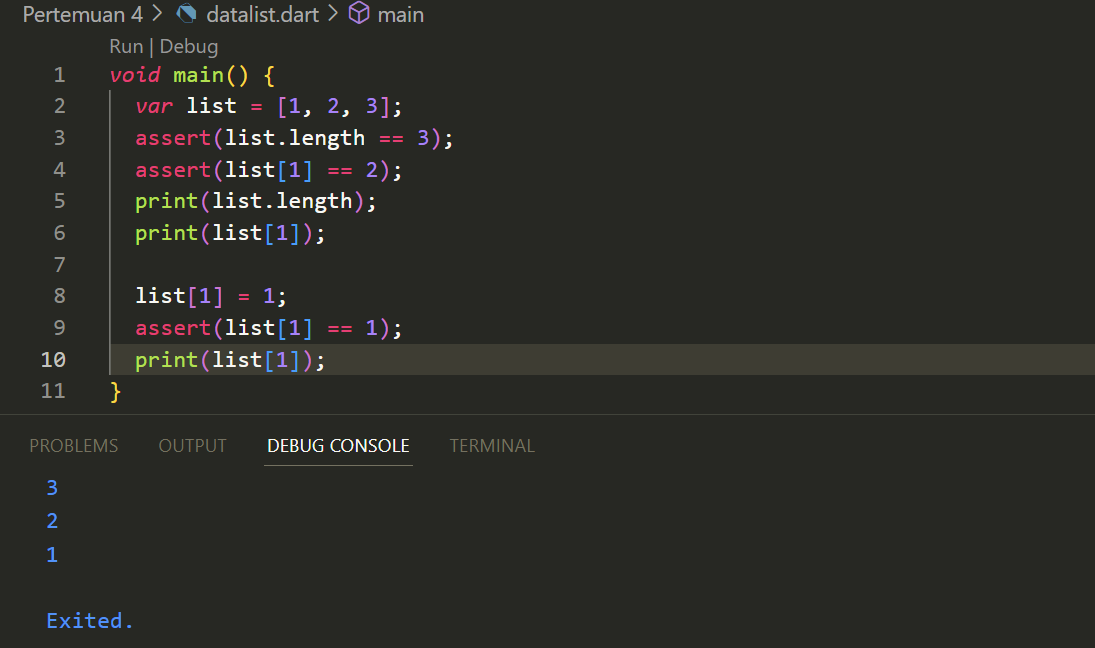 Pertemuan 4 > datalist.dart > main
Run | Debug
1 void main() {
2   var list = [1, 2, 3];
3   assert(list.length == 3);
4   assert(list[1] == 2);
5   print(list.length);
6   print(list[1]);
7
8   list[1] = 1;
9   assert(list[1] == 1);
10   print(list[1]);
11 }
PROBLEMS OUTPUT DEBUG CONSOLE TERMINAL
3
2
1
Exited.